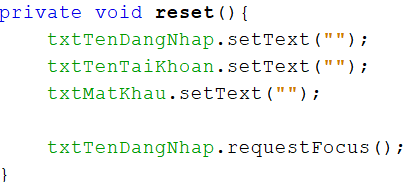 private void reset(){
    txtTenDangNhap.setText("");
    txtTenTaiKhoan.setText("");
    txtMatKhau.setText("");

    txtTenDangNhap.requestFocus();
}